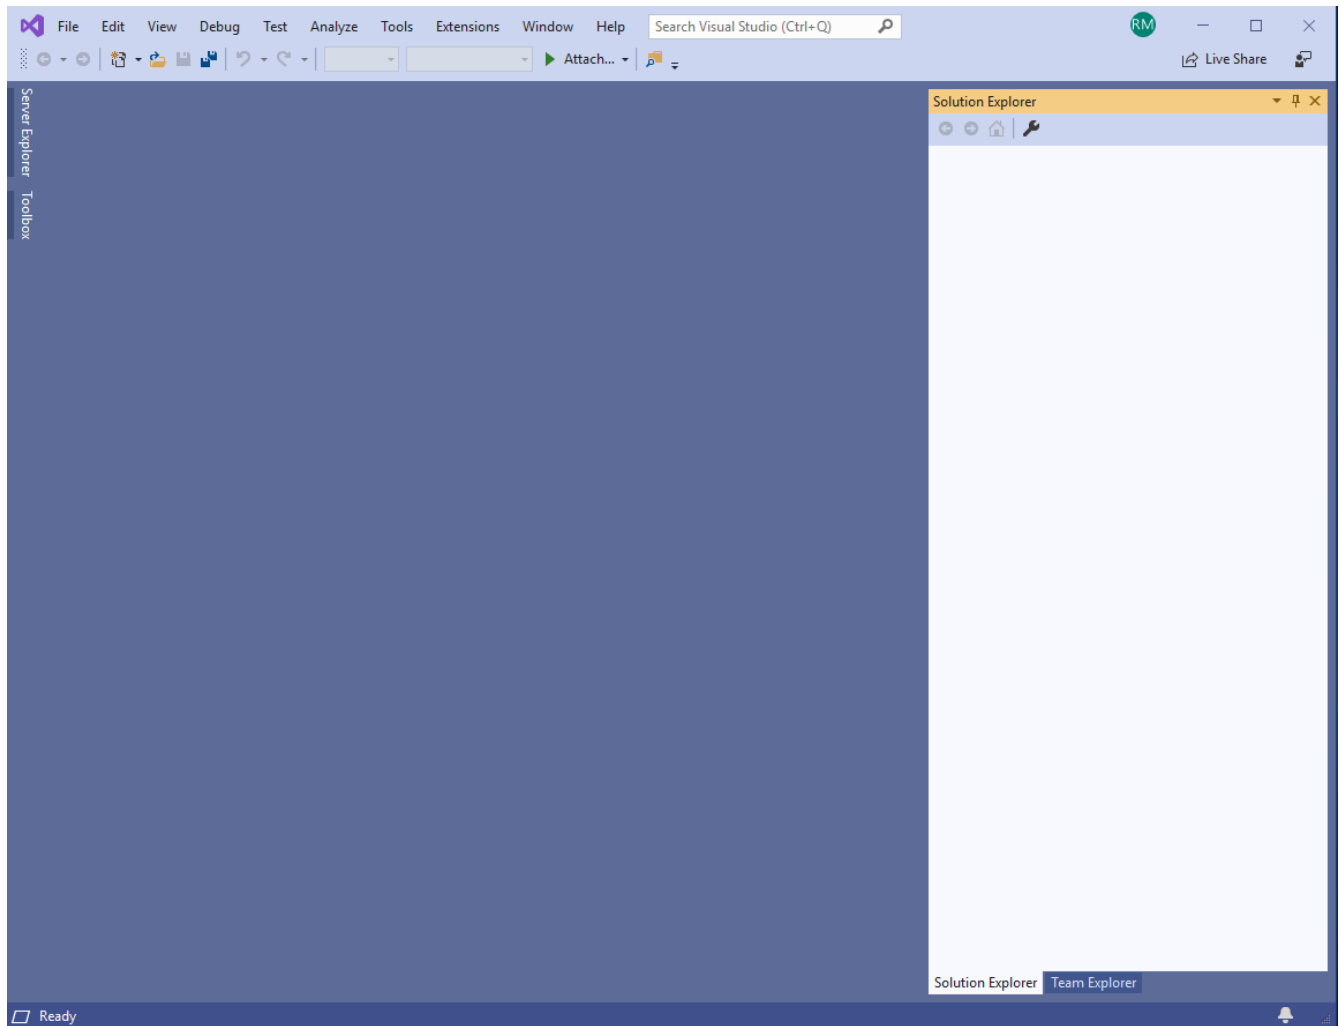 File Edit View Debug Test Analyze Tools Extensions Window Help Search Visual Studio (Ctrl+Q) RM
Attach... Live Share
Server Explorer
Toolbox
Solution Explorer
Solution Explorer Team Explorer
Ready